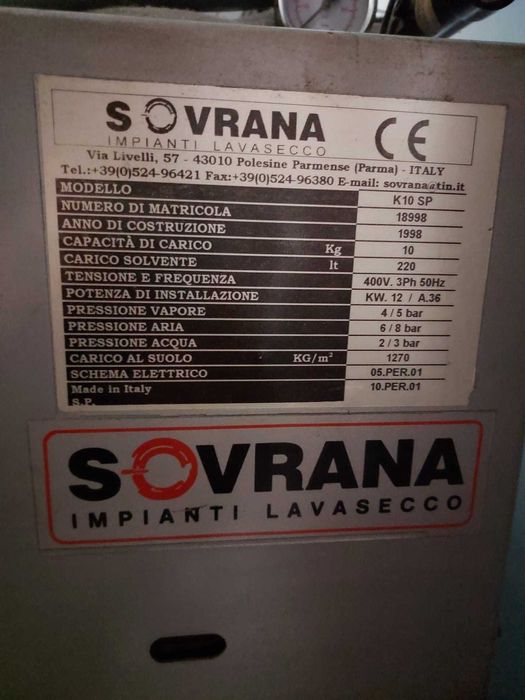 SOVRANA
IMPIANTI LAVASECCO
CE
Via Livelli, 57 - 43010 Polesine Parmense (Parma) - ITALY
Tel.:+39(0)524-96421 Fax:+39(0)524-96380 E-mail: sovrana@tin.it
MODELLO K10 SP
NUMERO DI MATRICOLA 18998
ANNO DI COSTRUZIONE 1998
CAPACITÀ DI CARICO Kg 10
CARICO SOLVENTE lt 220
TENSIONE E FREQUENZA 400V. 3Ph 50Hz
POTENZA DI INSTALLAZIONE KW. 12 / A.36
PRESSIONE VAPORE 4 / 5 bar
PRESSIONE ARIA 6 / 8 bar
PRESSIONE ACQUA 2 / 3 bar
CARICO AL SUOLO KG/m² 1270
SCHEMA ELETTRICO 05.PER.01
Made in Italy 10.PER.01
S.P.
SOVRANA
IMPIANTI LAVASECCO